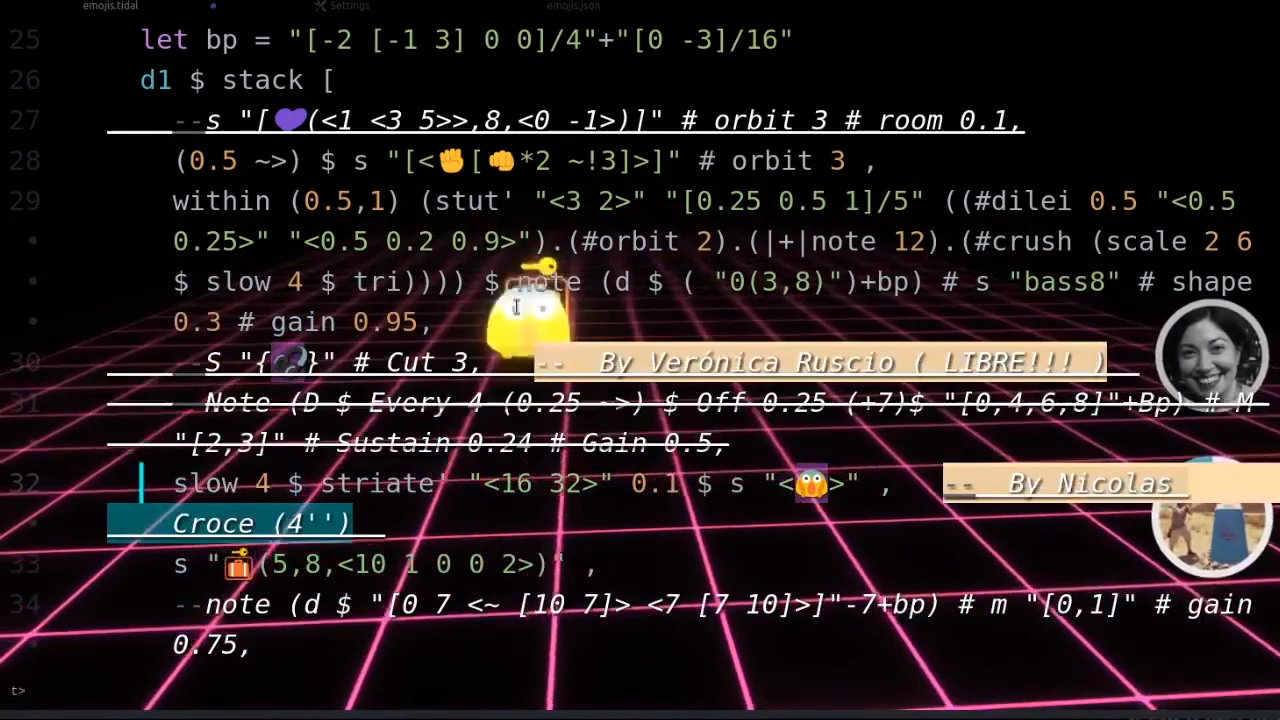 emojis.tidal Settings emojis.json
25 let bp = "[-2 [-1 3] 0 0]/4"+"[0 -3]/16"
26 d1 $ stack [
27 --s "[💜(<1 <3 5>>,8,<0 -1>)]" # orbit 3 # room 0.1,
28 (0.5 ~>) $ s "[<✊[👊*2 ~!3]>]" # orbit 3 ,
29 within (0.5,1) (stut' "<3 2>" "[0.25 0.5 1]/5" ((#dilei 0.5 "<0.5
0.25>" "<0.5 0.2 0.9>").(#orbit 2).(|+|note 12).(#crush (scale 2 6
$ slow 4 $ tri)))) $ note (d $ ( "0(3,8)")+bp) # s "bass8" # shape
0.3 # gain 0.95,
30 --S "{}" # Cut 3, -- By Verónica Ruscio ( LIBRE!!! )
31 Note (D $ Every 4 (0.25 ~>) $ Off 0.25 (+7)$ "[0,4,6,8]"+Bp) # M
"[2,3]" # Sustain 0.24 # Gain 0.5,
32 slow 4 $ striate' "<16 32>" 0.1 $ s "<😱>" , -- By Nicolas
Croce (4'')
33 s "🧳(5,8,<10 1 0 0 2>)" ,
34 --note (d $ "[0 7 <~ [10 7]> <7 [7 10]>]"-7+bp) # m "[0,1]" # gain
0.75,
t>